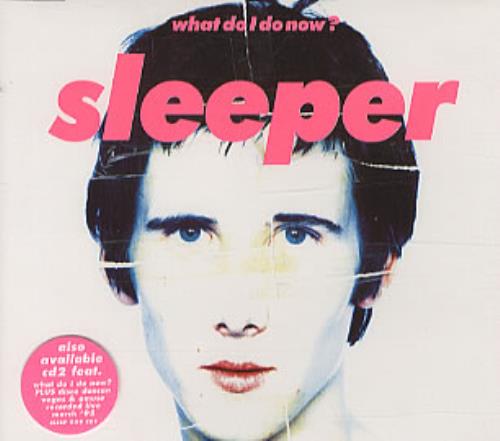 what do I do now?
sleeper
also
available
cd2 feat.
what do I do now?
PLUS disco duncan
vegas & pause
recorded live
march '95